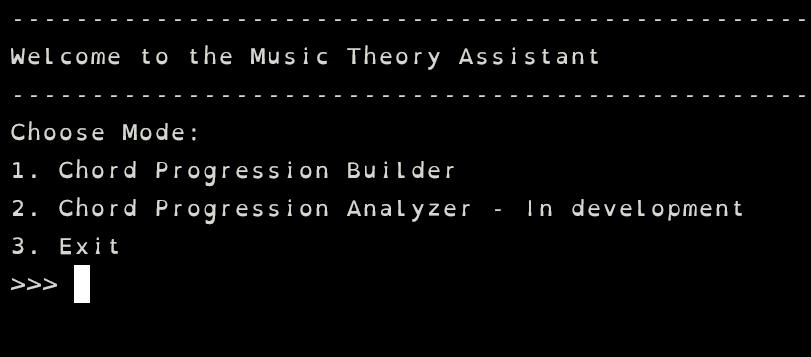 --------------------------------------------------
Welcome to the Music Theory Assistant
--------------------------------------------------
Choose Mode:
1. Chord Progression Builder
2. Chord Progression Analyzer - In development
3. Exit
>>>